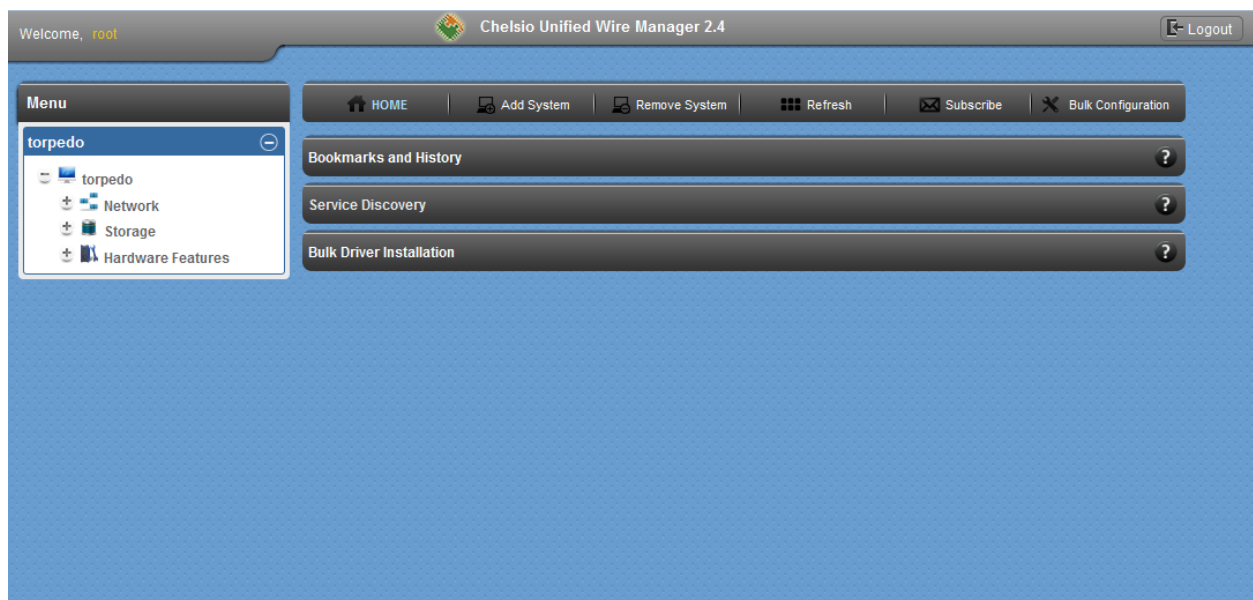 Welcome, root
Chelsio Unified Wire Manager 2.4
Logout
Menu
HOME
Add System
Remove System
Refresh
Subscribe
Bulk Configuration
torpedo
torpedo
Network
Storage
Hardware Features
Bookmarks and History
Service Discovery
Bulk Driver Installation